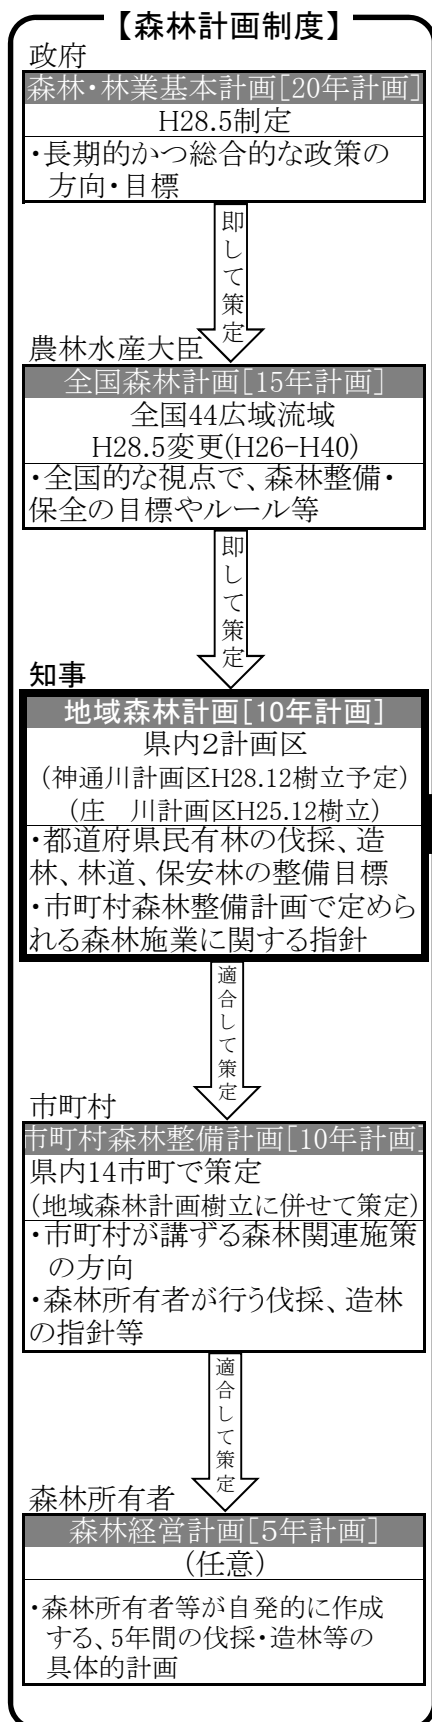 【森林計画制度】
政府
森林・林業基本計画[20年計画]
H28.5制定
・長期的かつ総合的な政策の
方向・目標
即して策定
農林水産大臣
全国森林計画[15年計画]
全国44広域流域
H28.5変更(H26-H40)
・全国的な視点で、森林整備・
保全の目標やルール等
即して策定
知事
地域森林計画[10年計画]
県内2計画区
(神通川計画区H28.12樹立予定)
(庄　川計画区H25.12樹立)
・都道府県民有林の伐採、造
林、林道、保安林の整備目標
・市町村森林整備計画で定めら
れる森林施業に関する指針
適合して策定
市町村
市町村森林整備計画[10年計画]
県内14市町で策定
(地域森林計画樹立に併せて策定)
・市町村が講ずる森林関連施策
の方向
・森林所有者が行う伐採、造林
の指針等
適合して策定
森林所有者
森林経営計画[5年計画]
(任意)
・森林所有者等が自発的に作成
する、5年間の伐採・造林等の
具体的計画